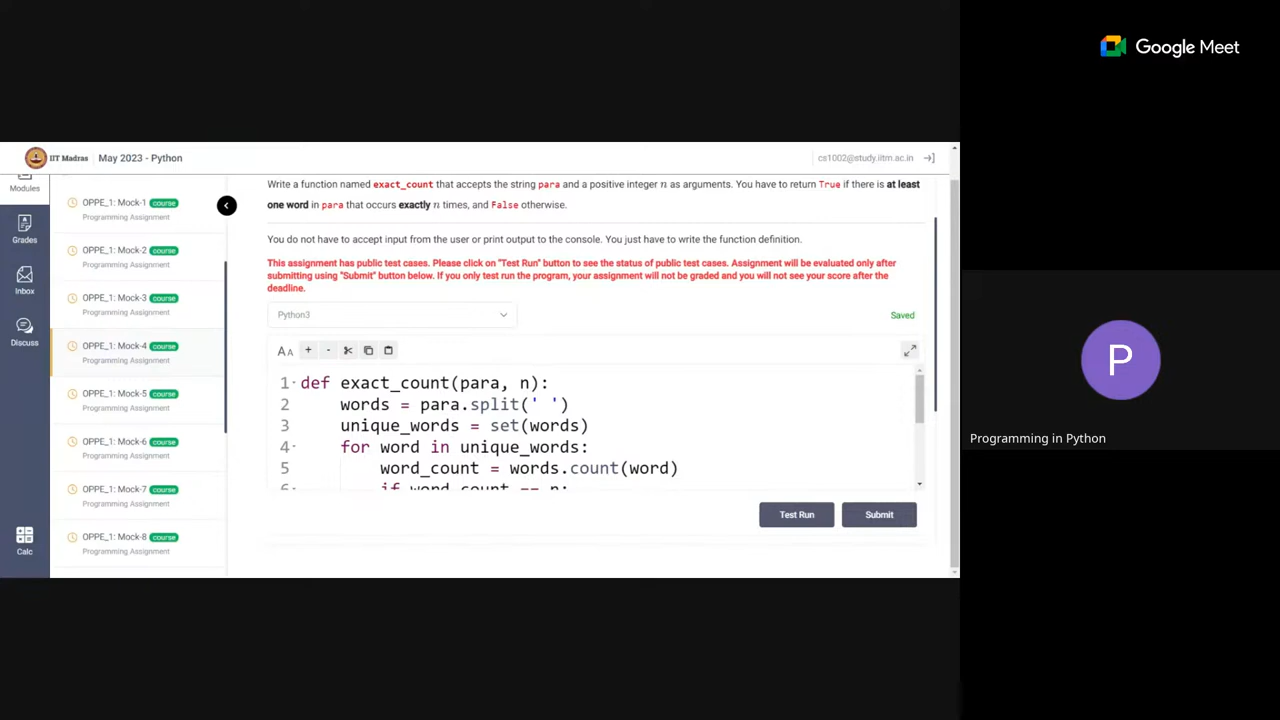 Google Meet
IIT Madras | May 2023 - Python
cs1002@study.iitm.ac.in
Modules
Grades
Inbox
Discuss
Calc
OPPE_1: Mock-1 course
Programming Assignment
OPPE_1: Mock-2 course
Programming Assignment
OPPE_1: Mock-3 course
Programming Assignment
OPPE_1: Mock-4 course
Programming Assignment
OPPE_1: Mock-5 course
Programming Assignment
OPPE_1: Mock-6 course
Programming Assignment
OPPE_1: Mock-7 course
Programming Assignment
OPPE_1: Mock-8 course
Programming Assignment
Write a function named exact_count that accepts the string para and a positive integer n as arguments. You have to return True if there is at least
one word in para that occurs exactly n times, and False otherwise.
You do not have to accept input from the user or print output to the console. You just have to write the function definition.
This assignment has public test cases. Please click on "Test Run" button to see the status of public test cases. Assignment will be evaluated only after
submitting using "Submit" button below. If you only test run the program, your assignment will not be graded and you will not see your score after the
deadline.
Python3
Saved
AA + -
1 def exact_count(para, n):
2 words = para.split(' ')
3 unique_words = set(words)
4 for word in unique_words:
5 word_count = words.count(word)
6 if word_count == n:
Test Run Submit
P
Programming in Python